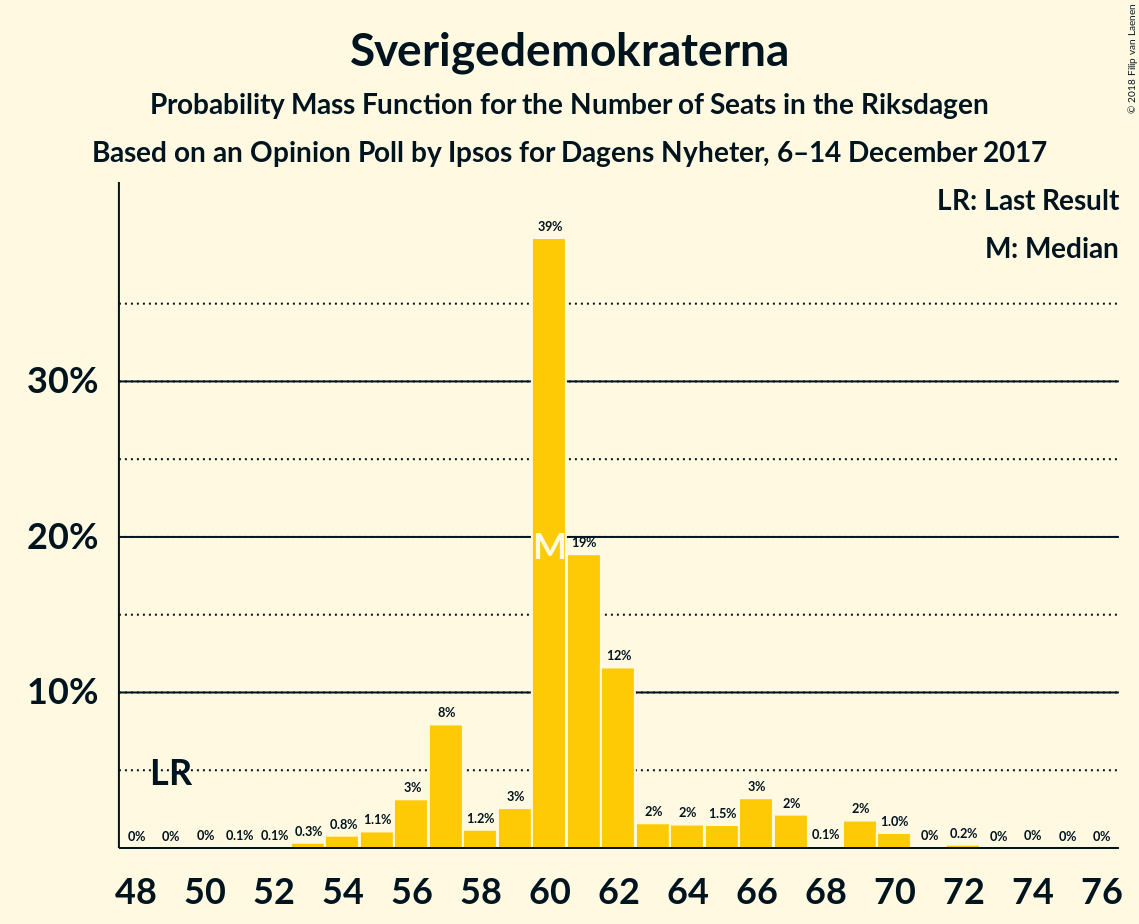 Sverigedemokraterna
Probability Mass Function for the Number of Seats in the Riksdagen
Based on an Opinion Poll by Ipsos for Dagens Nyheter, 6–14 December 2017
© 2018 Filip van Laenen
LR: Last Result
M: Median
39%
30%
20%
M
19%
12%
10%
8%
LR
0% 0% 0% 0.1% 0.1% 0.3% 0.8% 1.1% 3% 1.2% 3% 2% 2% 1.5% 3% 2% 0.1% 2% 1.0% 0% 0.2% 0% 0% 0% 0%
48 50 52 54 56 58 60 62 64 66 68 70 72 74 76